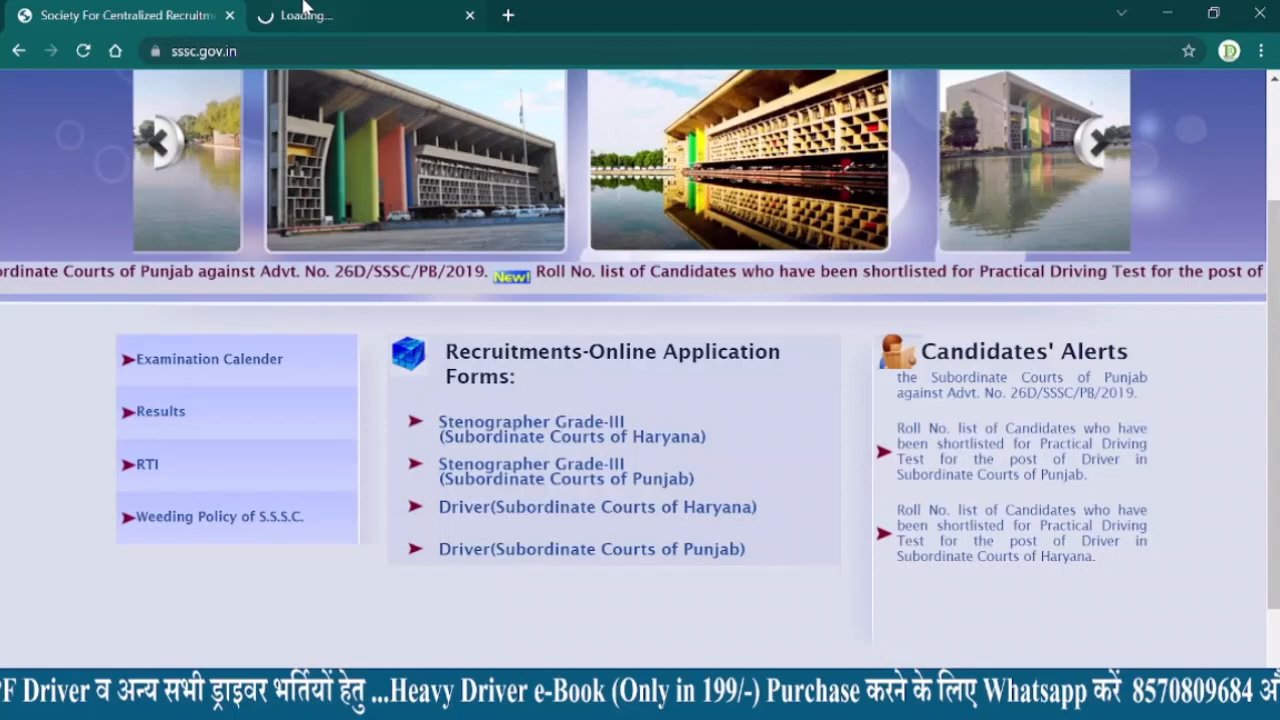 Society For Centralized Recruitm
Loading...
sssc.gov.in
ordinate Courts of Punjab against Advt. No. 26D/SSSC/PB/2019. New! Roll No. list of Candidates who have been shortlisted for Practical Driving Test for the post of
Examination Calender
Results
RTI
Weeding Policy of S.S.S.C.
Recruitments-Online Application
Forms:
Stenographer Grade-III
(Subordinate Courts of Haryana)
Stenographer Grade-III
(Subordinate Courts of Punjab)
Driver(Subordinate Courts of Haryana)
Driver(Subordinate Courts of Punjab)
Candidates' Alerts
the Subordinate Courts of Punjab
against Advt. No. 26D/SSSC/PB/2019.
Roll No. list of Candidates who have
been shortlisted for Practical Driving
Test for the post of Driver in
Subordinate Courts of Punjab.
Roll No. list of Candidates who have
been shortlisted for Practical Driving
Test for the post of Driver in
Subordinate Courts of Haryana.
PF Driver व अन्य सभी ड्राइवर भर्तियों हेतु ...Heavy Driver e-Book (Only in 199/-) Purchase करने के लिए Whatsapp करें 8570809684 औ